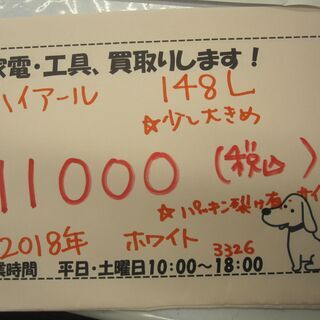 家電・工具、買取りします!
ハイアール 148L
☆少し大きめ
11000 (税込)
☆パッキン裂け有
2018年 ホワイト 3326
営業時間 平日・土曜日10:00〜18:00